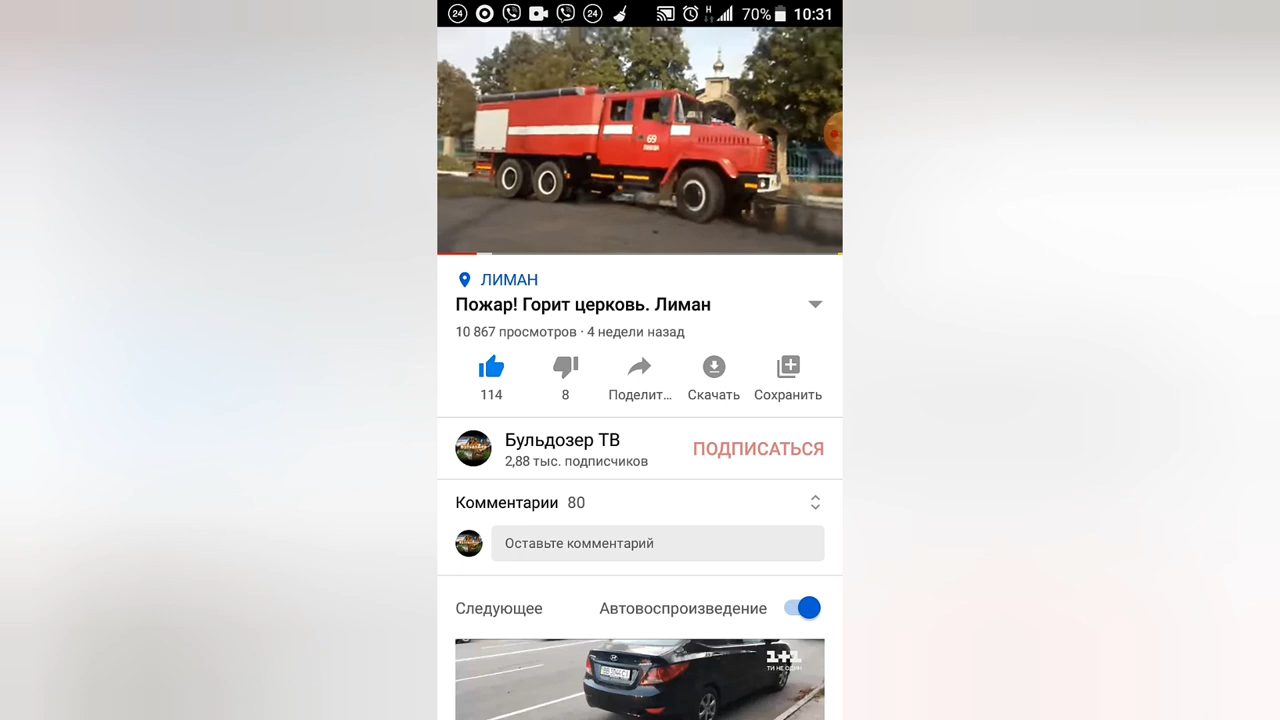 24
24
H
70%
10:31
69
ЛИМАН
ЛИМАН
Пожар! Горит церковь. Лиман
10 867 просмотров · 4 недели назад
114
8
Поделит...
Скачать
Сохранить
Бульдозер ТВ
2,88 тыс. подписчиков
ПОДПИСАТЬСЯ
Комментарии 80
Оставьте комментарий
Следующее
Автовоспроизведение
1+1
ТИ НЕ ОДИН